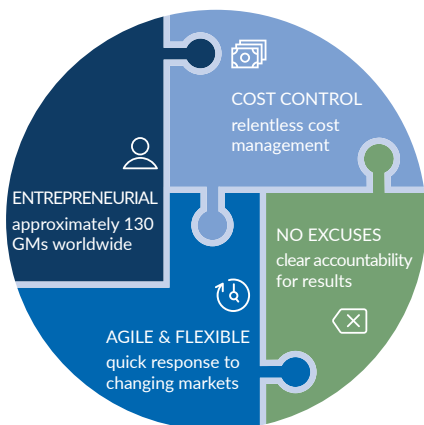 COST CONTROL
relentless cost
management
ENTREPRENEURIAL
approximately 130
GMs worldwide
NO EXCUSES
clear accountability
for results
AGILE & FLEXIBLE
quick response to
changing markets